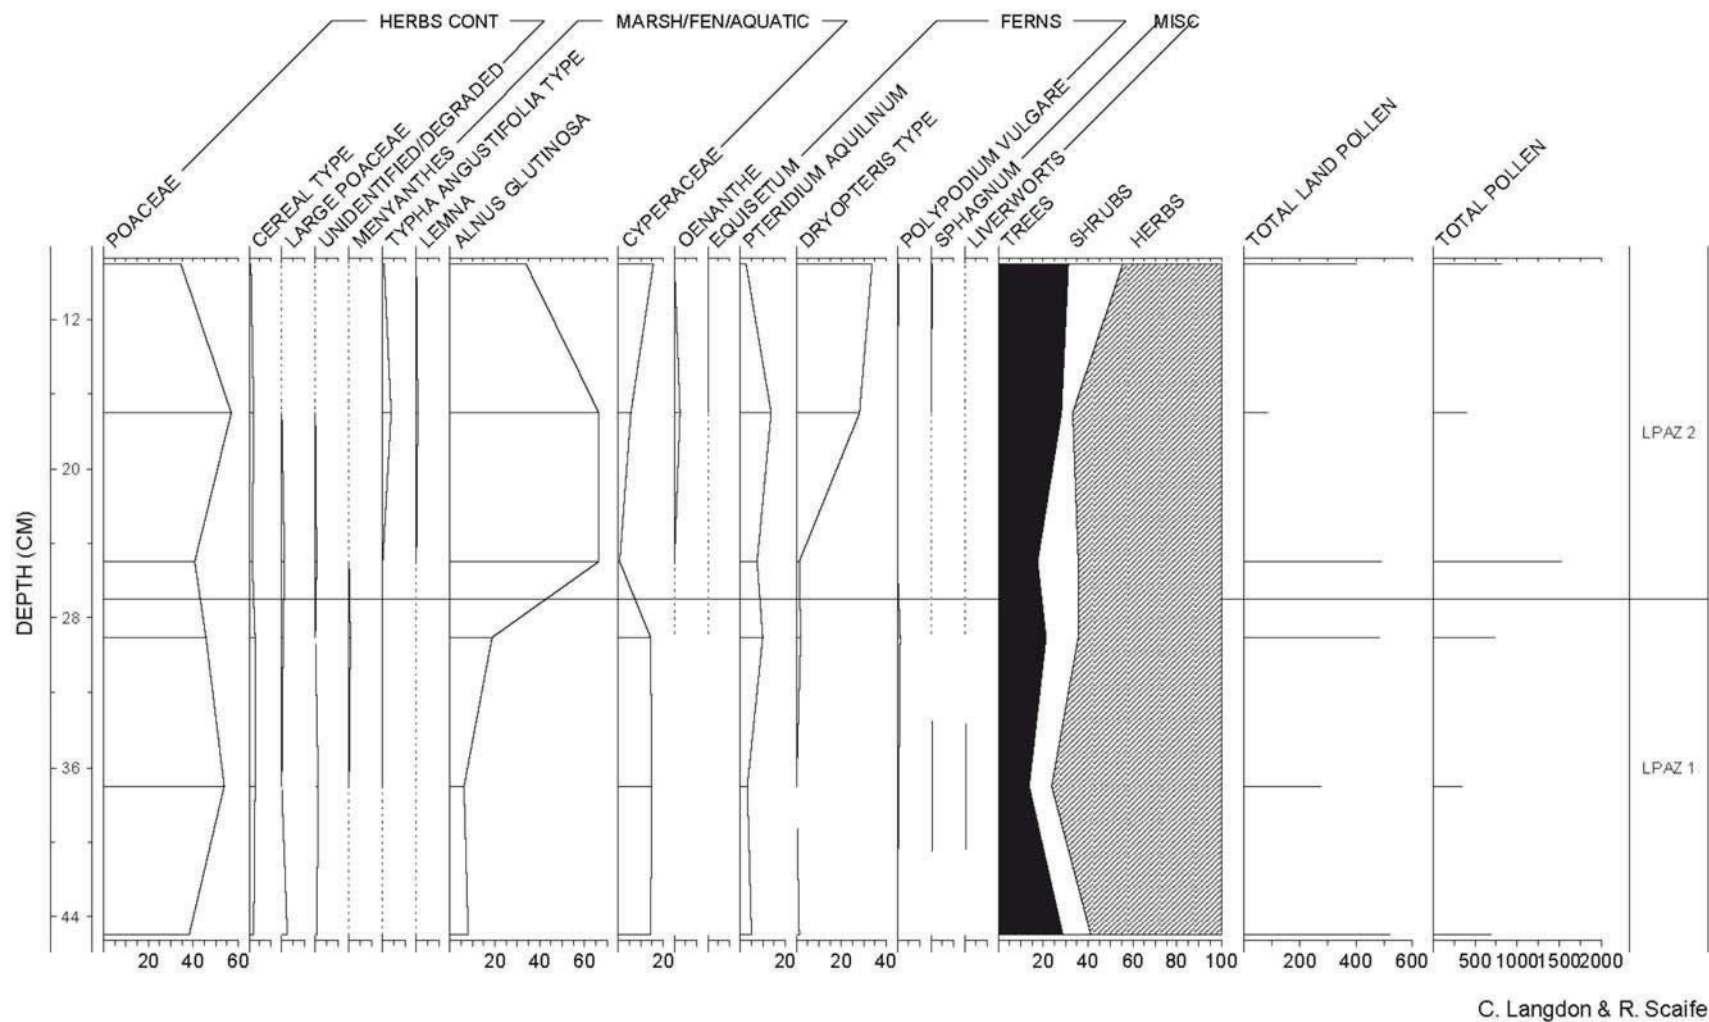 HERBS CONT
MARSH/FEN/AQUATIC
FERNS
MISC
POACEAE
CEREAL TYPE
LARGE POACEAE
UNIDENTIFIED/DEGRADED
MENYANTHES
TYPHA ANGUSTIFOLIA TYPE
LEMNA
ALNUS GLUTINOSA
CYPERACEAE
OENANTHE
EQUISETUM
PTERIDIUM AQUILINUM
DRYOPTERIS TYPE
POLYPODIUM VULGARE
SPHAGNUM
LIVERWORTS
TREES
SHRUBS
HERBS
TOTAL LAND POLLEN
TOTAL POLLEN
DEPTH (CM)
12
20
28
36
44
LPAZ 2
LPAZ 1
20 40 60
20 40 60
20
20
20 40
20 40 60 80 100
200 400 600
500 1000 1500 2000
C. Langdon & R. Scaife